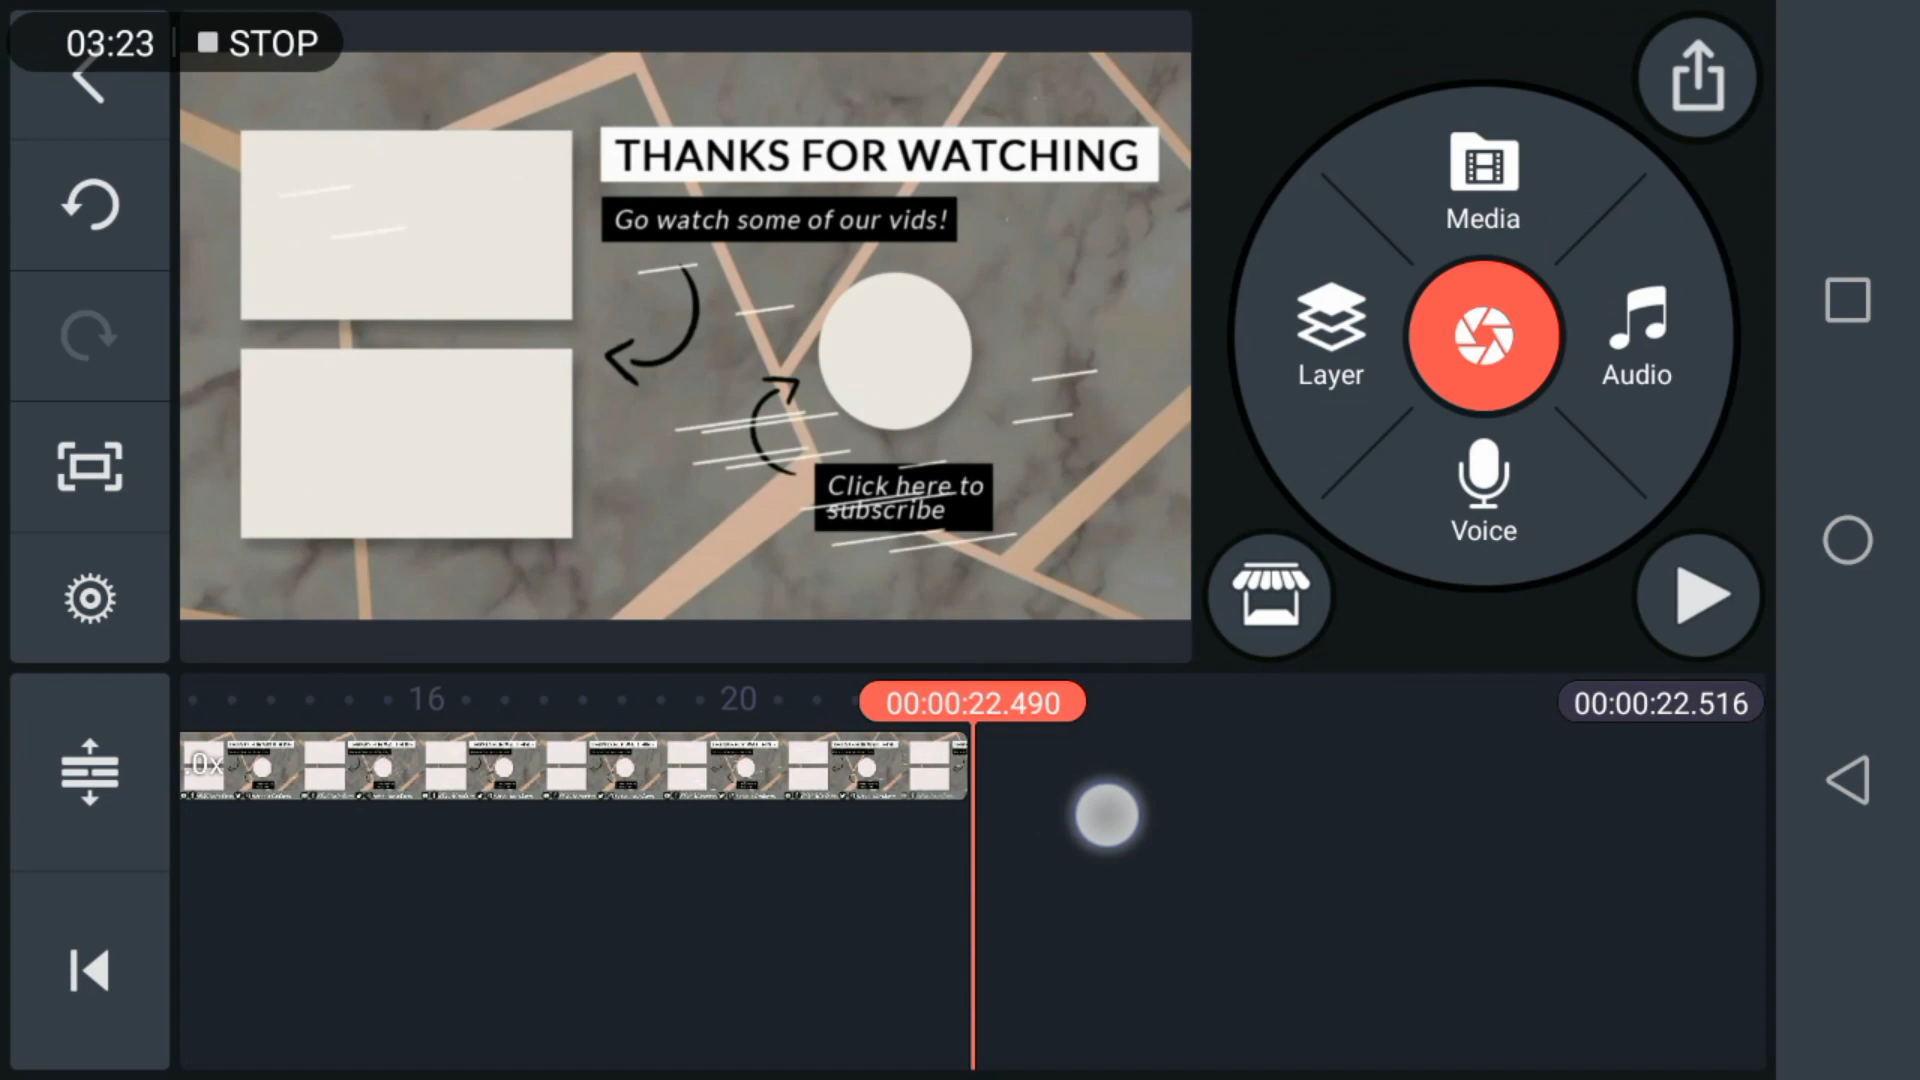 03:23 STOP
THANKS FOR WATCHING
Go watch some of our vids!
Click here to
subscribe
Media
Layer
Audio
Voice
16
20
00:00:22.490
00:00:22.516
.0x